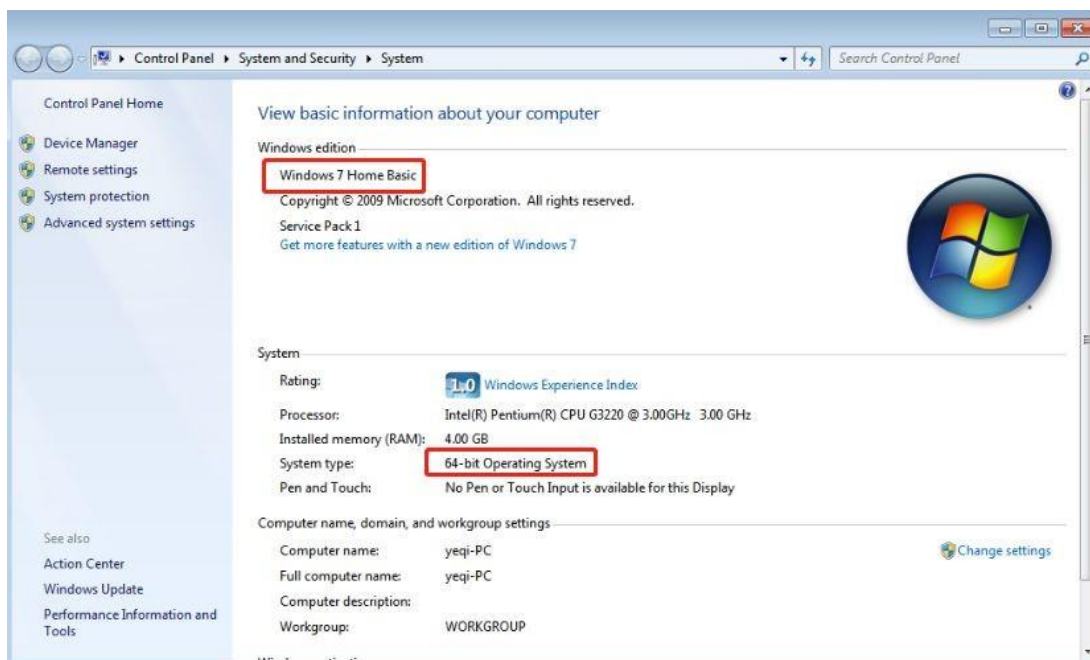 Control Panel ▸ System and Security ▸ System
Search Control Panel
Control Panel Home
Device Manager
Remote settings
System protection
Advanced system settings
See also
Action Center
Windows Update
Performance Information and
Tools
View basic information about your computer
Windows edition
Windows 7 Home Basic
Copyright © 2009 Microsoft Corporation. All rights reserved.
Service Pack 1
Get more features with a new edition of Windows 7
System
Rating: 1.0 Windows Experience Index
Processor: Intel(R) Pentium(R) CPU G3220 @ 3.00GHz 3.00 GHz
Installed memory (RAM): 4.00 GB
System type: 64-bit Operating System
Pen and Touch: No Pen or Touch Input is available for this Display
Computer name, domain, and workgroup settings
Computer name: yeqi-PC Change settings
Full computer name: yeqi-PC
Computer description:
Workgroup: WORKGROUP